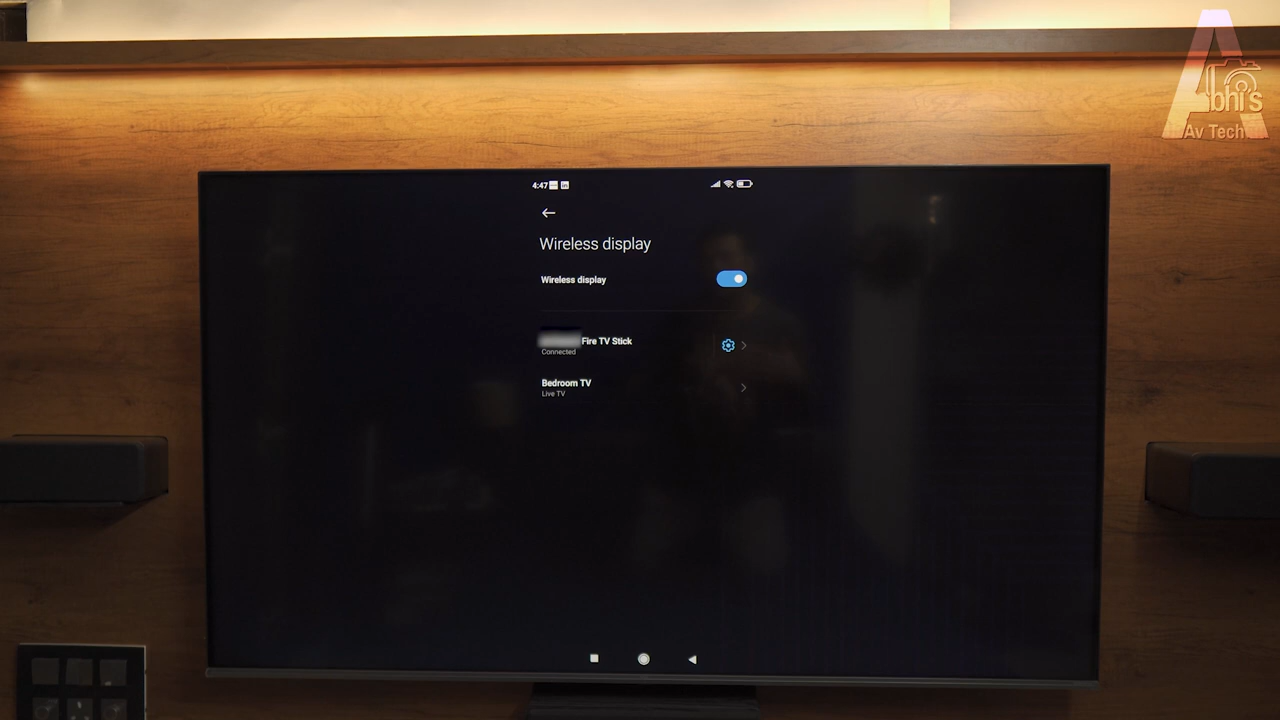 4:47
Wireless display
Wireless display
Fire TV Stick
Connected
Bedroom TV
Live TV
Abhi's
Av Tech